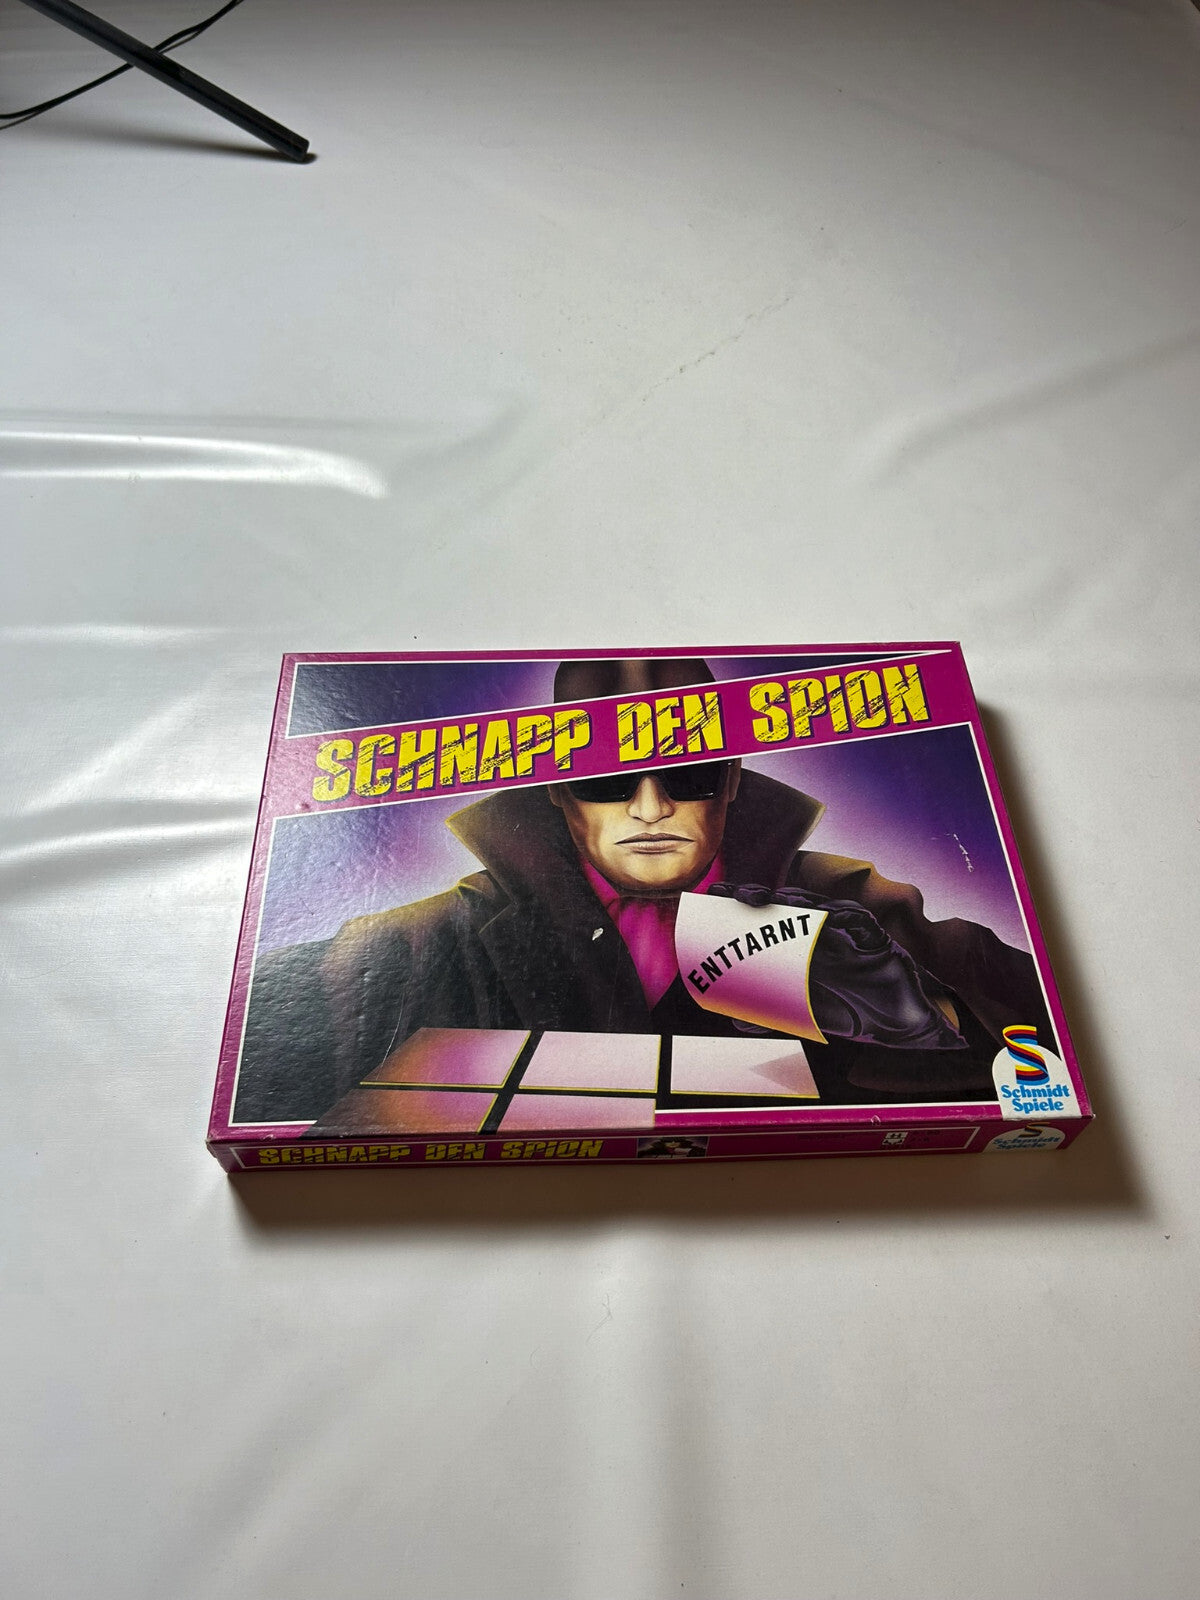 SCHNAPP DEN SPION
ENTTARNT
Schmidt
Spiele
SCHNAPP DEN SPION
Schmidt
Spiele